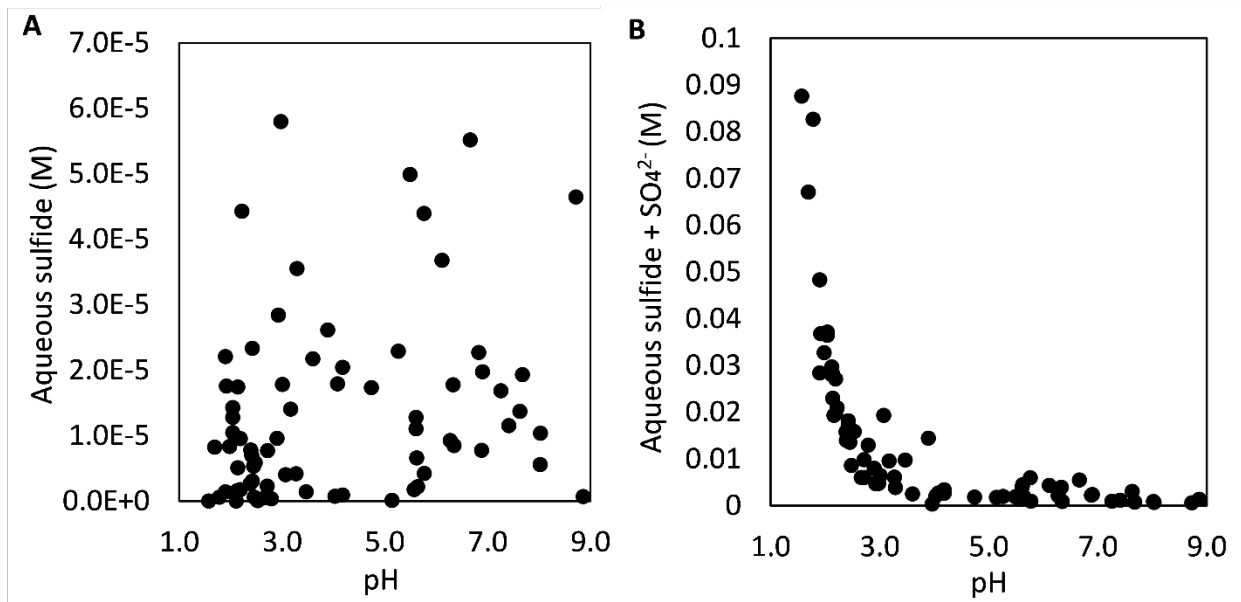 A
7.0E-5
6.0E-5
5.0E-5
4.0E-5
3.0E-5
2.0E-5
1.0E-5
0.0E+0
Aqueous sulfide (M)
1.0 3.0 5.0 7.0 9.0
pH
B
0.1
0.09
0.08
0.07
0.06
0.05
0.04
0.03
0.02
0.01
0
Aqueous sulfide + SO₄²⁻ (M)
1.0 3.0 5.0 7.0 9.0
pH